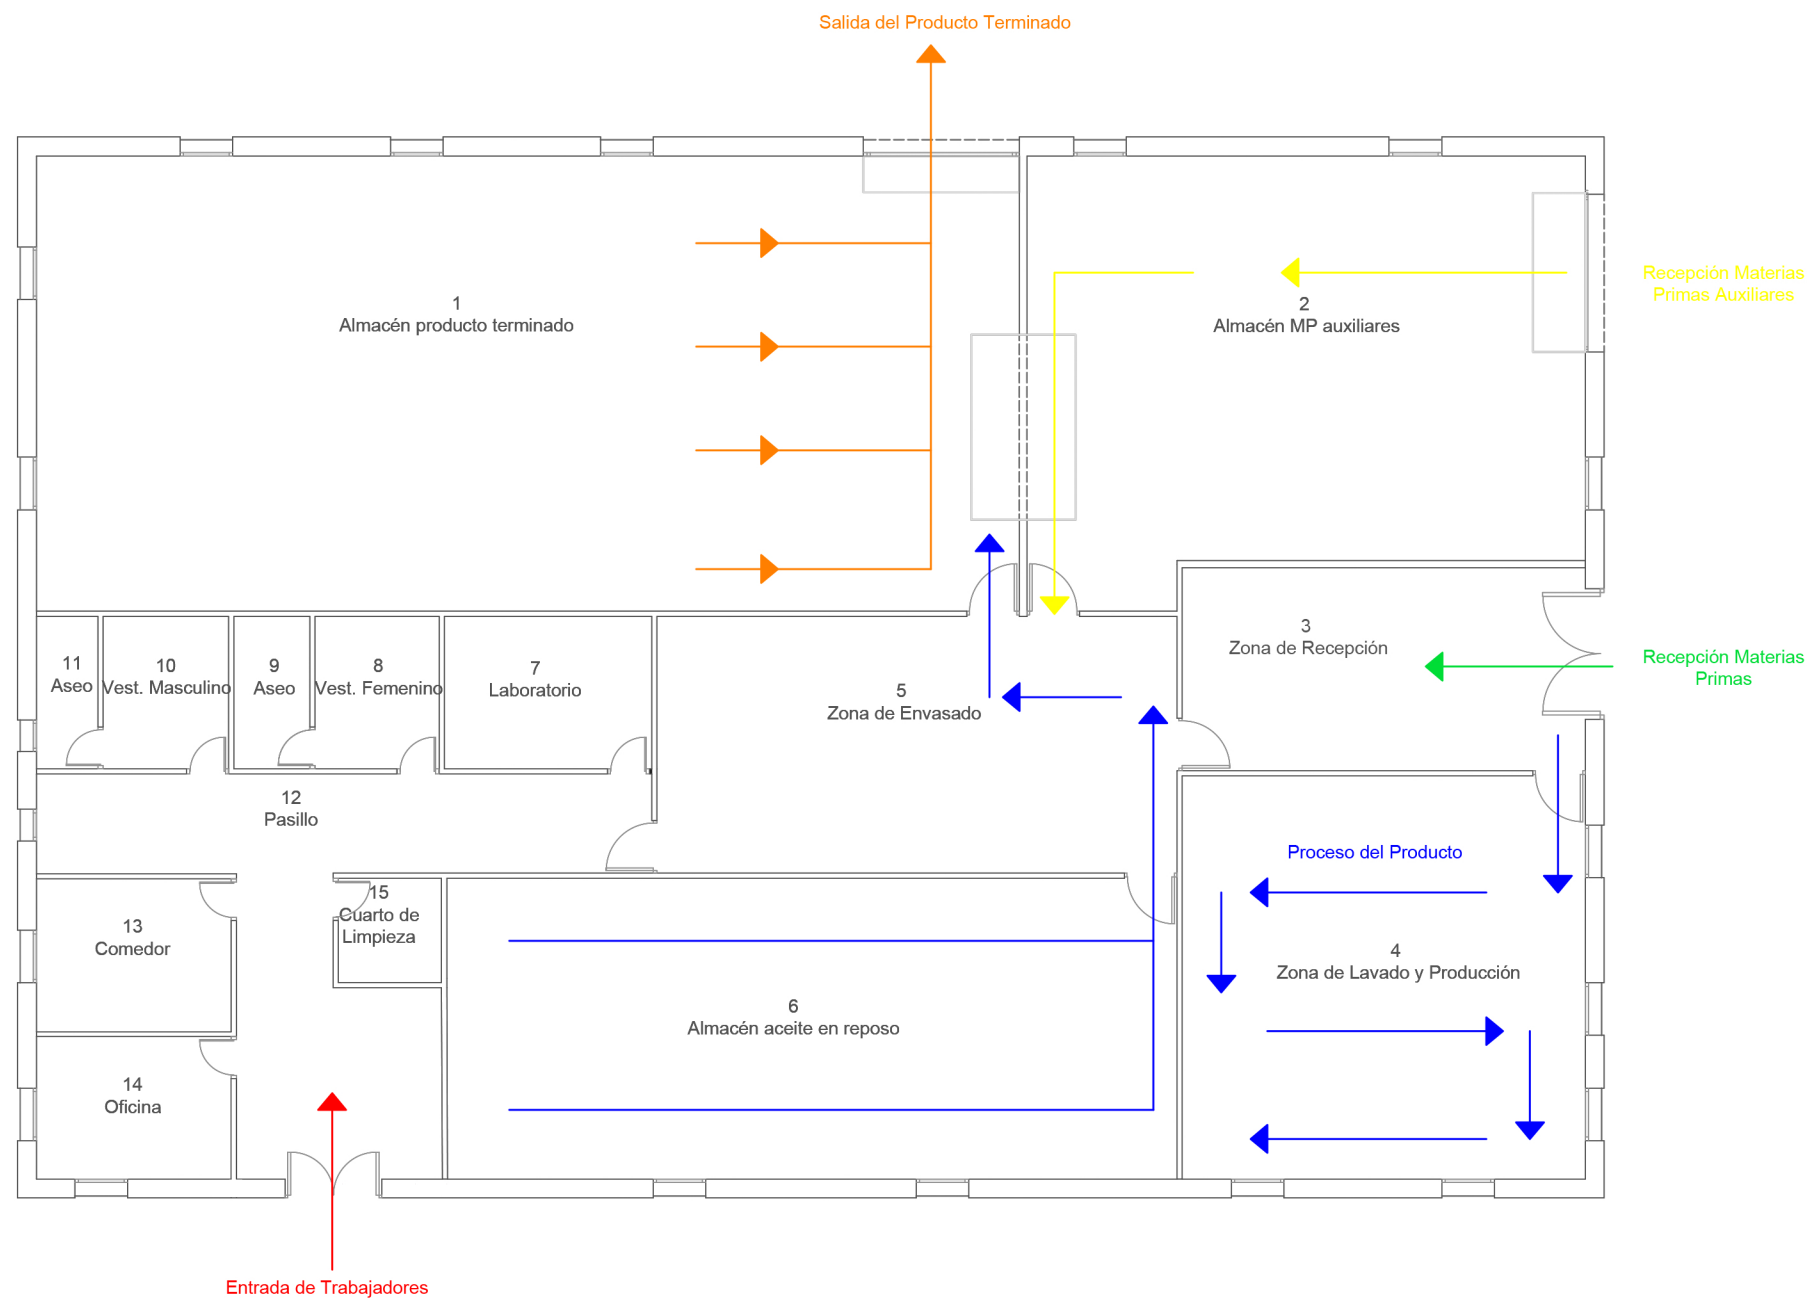 Salida del Producto Terminado
Recepción Materias
Primas Auxiliares
1
Almacén producto terminado
2
Almacén MP auxiliares
3
Zona de Recepción
Recepción Materias
Primas
11
Aseo
10
Vest. Masculino
9
Aseo
8
Vest. Femenino
7
Laboratorio
5
Zona de Envasado
12
Pasillo
Proceso del Producto
15
Cuarto de
Limpieza
13
Comedor
4
Zona de Lavado y Producción
6
Almacén aceite en reposo
14
Oficina
Entrada de Trabajadores